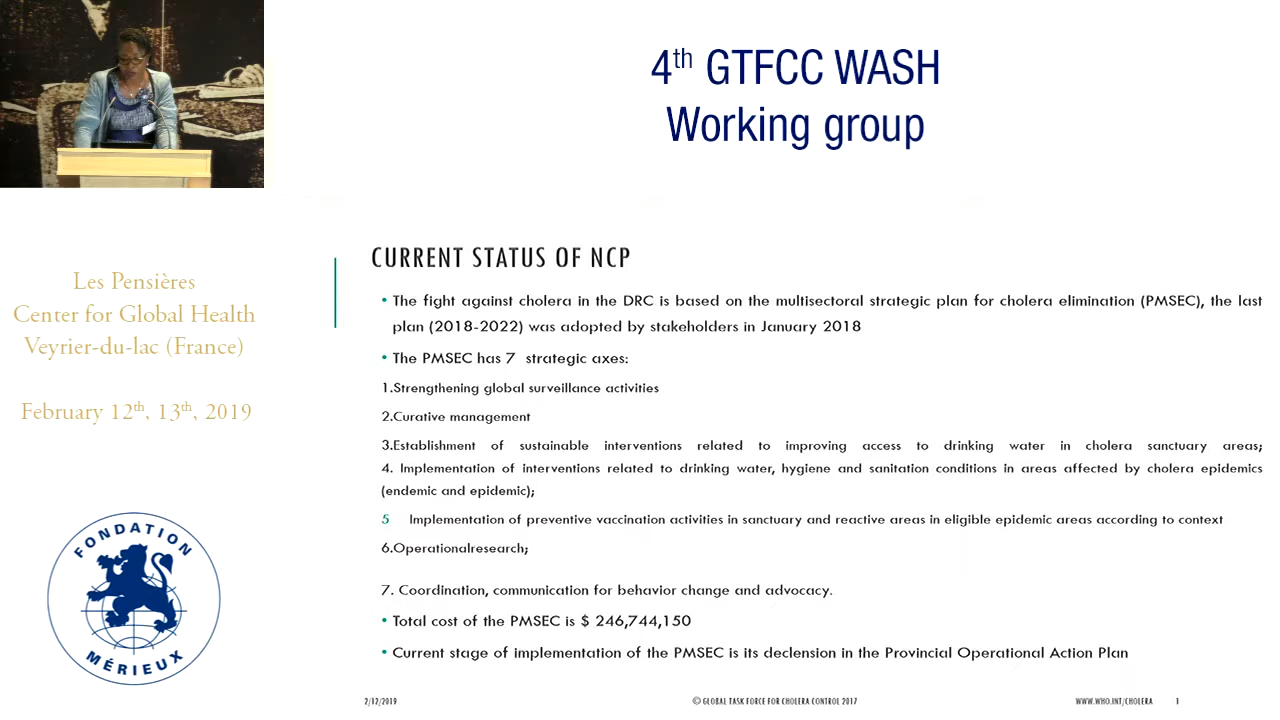 4th GTFCC WASH
Working group
Les Pensières
Center for Global Health
Veyrier-du-lac (France)
February 12th, 13th, 2019
FONDATION
MÉRIEUX
CURRENT STATUS OF NCP
• The fight against cholera in the DRC is based on the multisectoral strategic plan for cholera elimination (PMSEC), the last
plan (2018-2022) was adopted by stakeholders in January 2018
• The PMSEC has 7 strategic axes:
1.Strengthening global surveillance activities
2.Curative management
3.Establishment of sustainable interventions related to improving access to drinking water in cholera sanctuary areas;
4. Implementation of interventions related to drinking water, hygiene and sanitation conditions in areas affected by cholera epidemics
(endemic and epidemic);
5 Implementation of preventive vaccination activities in sanctuary and reactive areas in eligible epidemic areas according to context
6.Operationalresearch;
7. Coordination, communication for behavior change and advocacy.
• Total cost of the PMSEC is $ 246,744,150
• Current stage of implementation of the PMSEC is its declension in the Provincial Operational Action Plan
2/12/2019
© GLOBAL TASK FORCE FOR CHOLERA CONTROL 2017
WWW.WHO.INT/CHOLERA
1